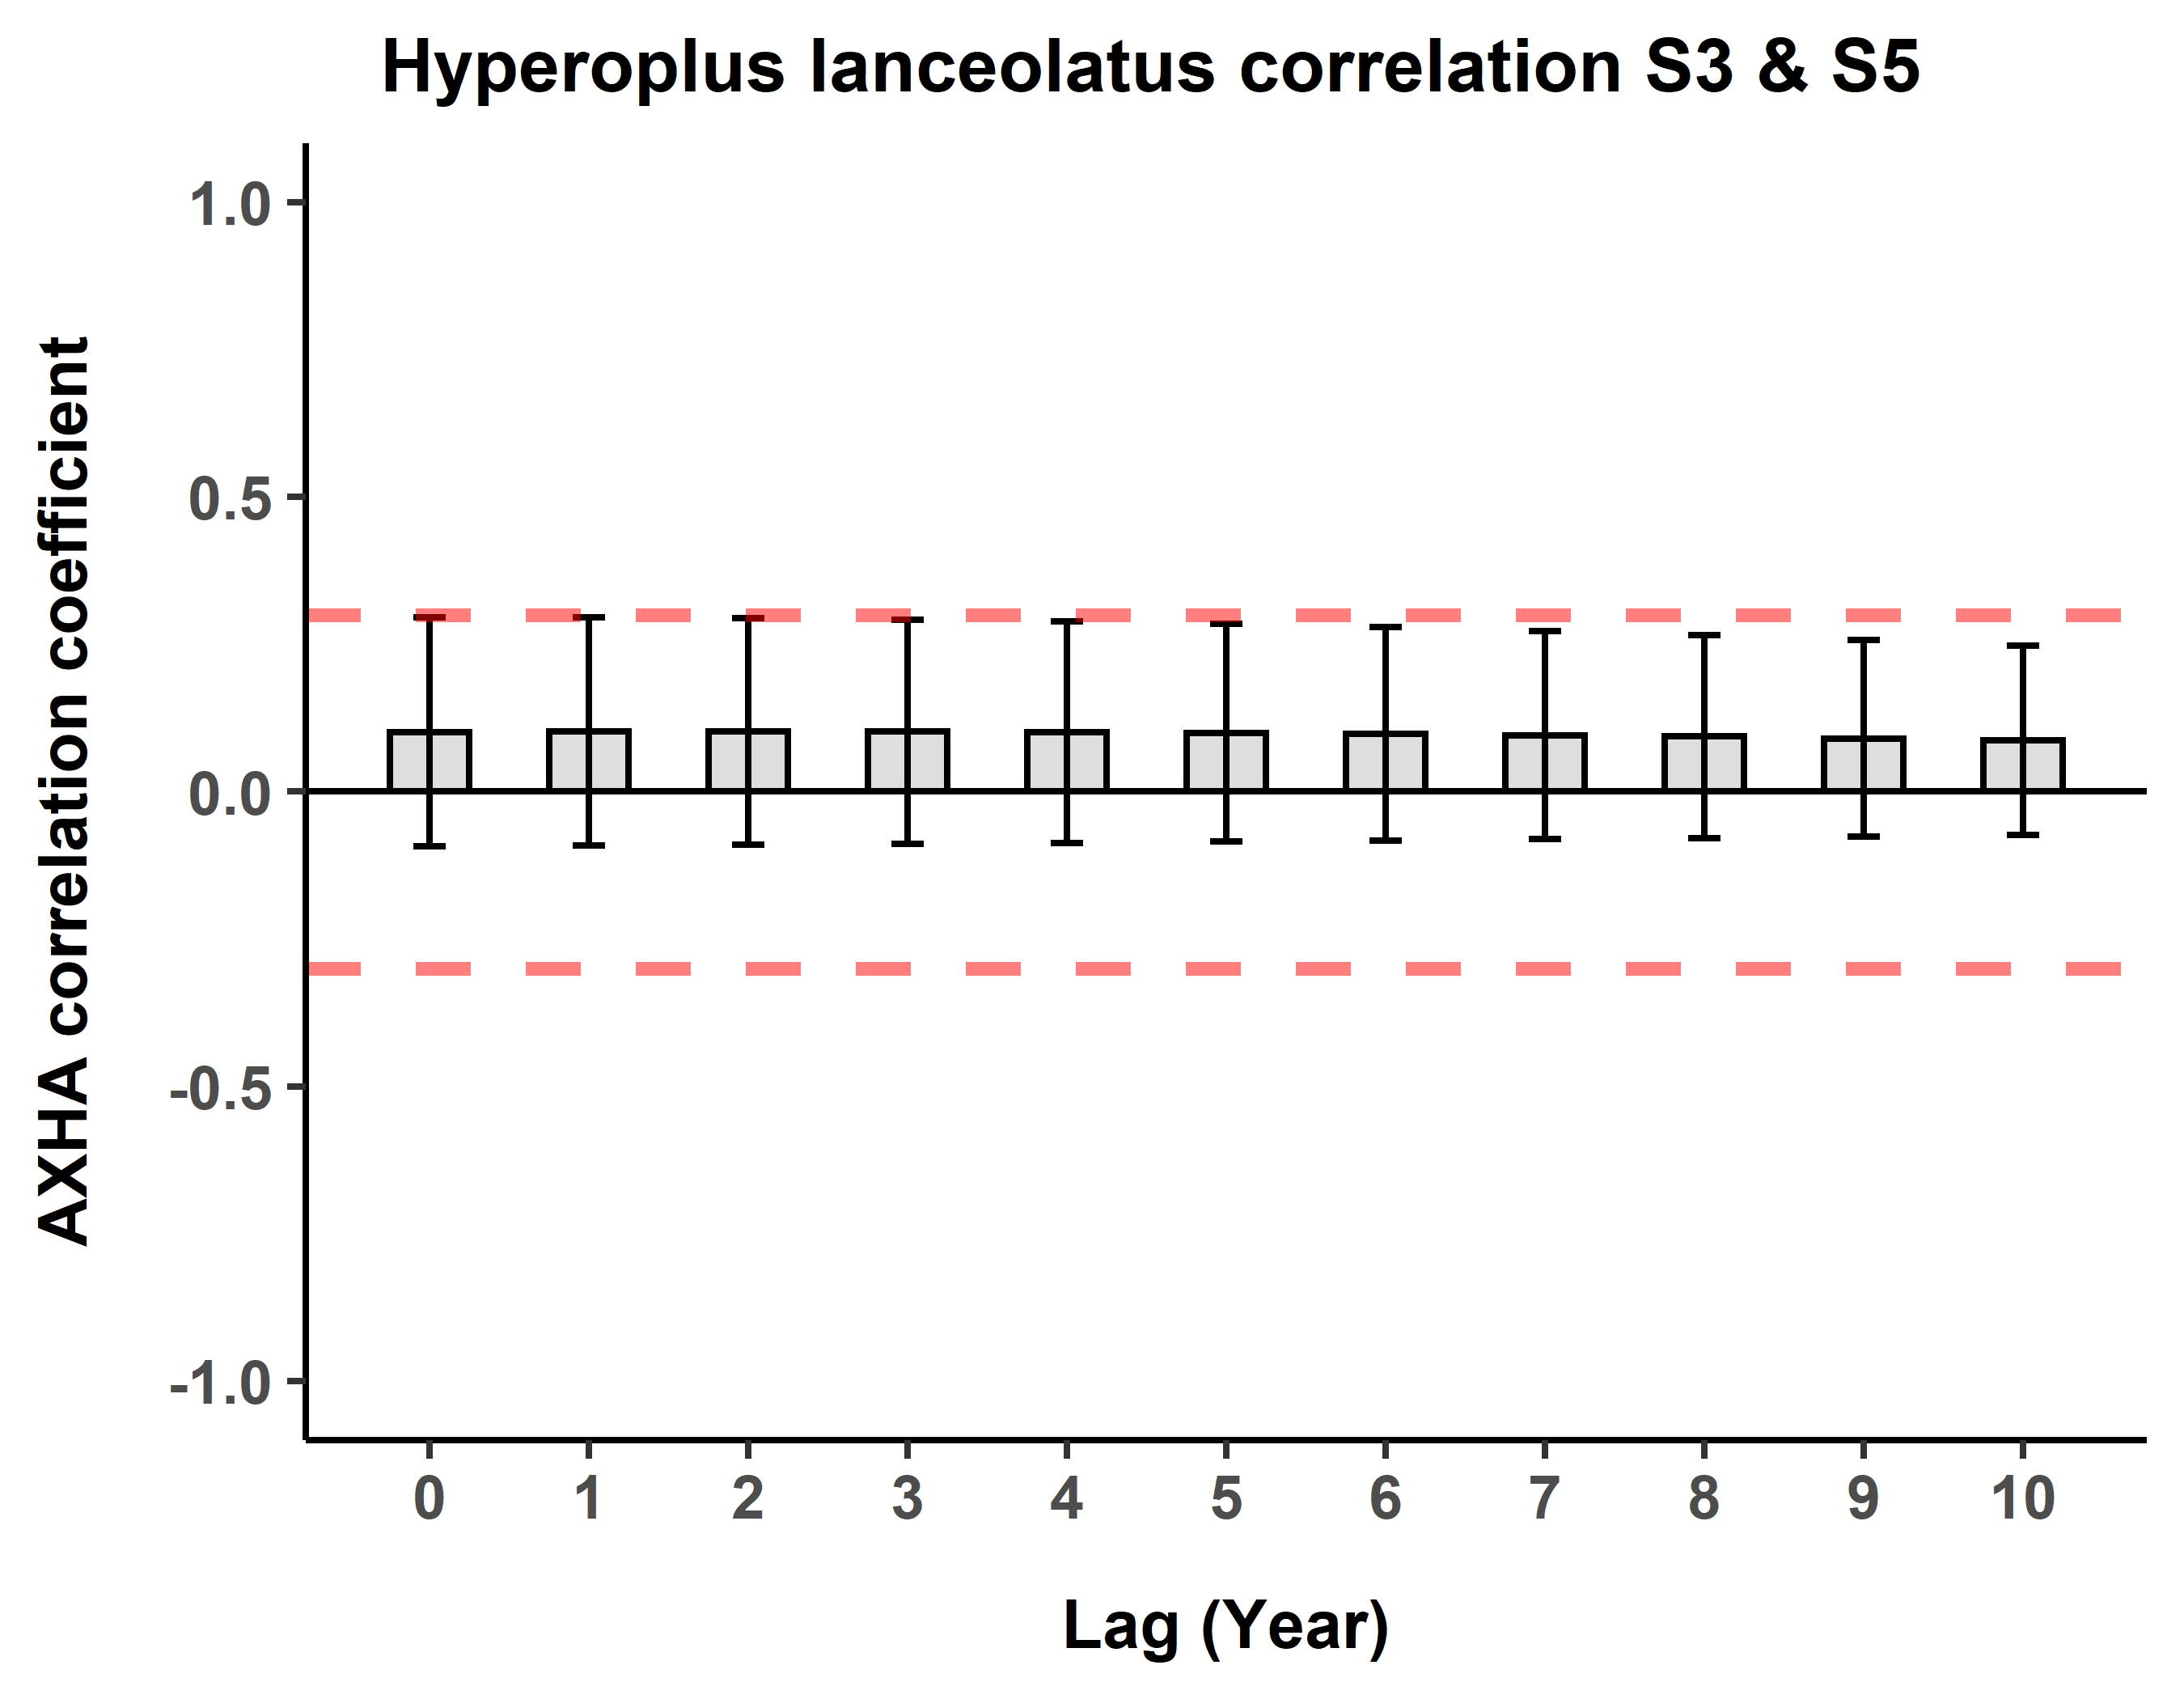 Hyperoplus lanceolatus correlation S3 & S5
AXHA correlation coefficient
1.0
0.5
0.0
-0.5
-1.0
0 1 2 3 4 5 6 7 8 9 10
Lag (Year)